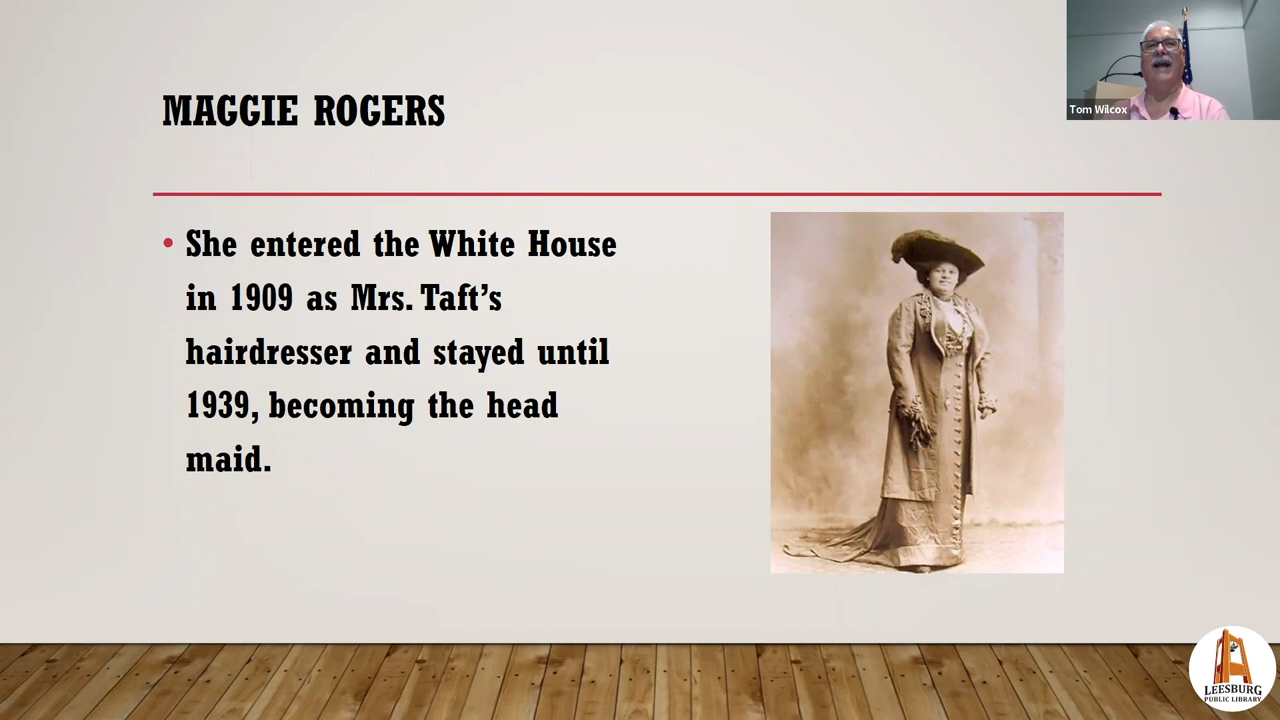 MAGGIE ROGERS
Tom Wilcox
• She entered the White House
in 1909 as Mrs. Taft's
hairdresser and stayed until
1939, becoming the head
maid.
LEESBURG
PUBLIC LIBRARY